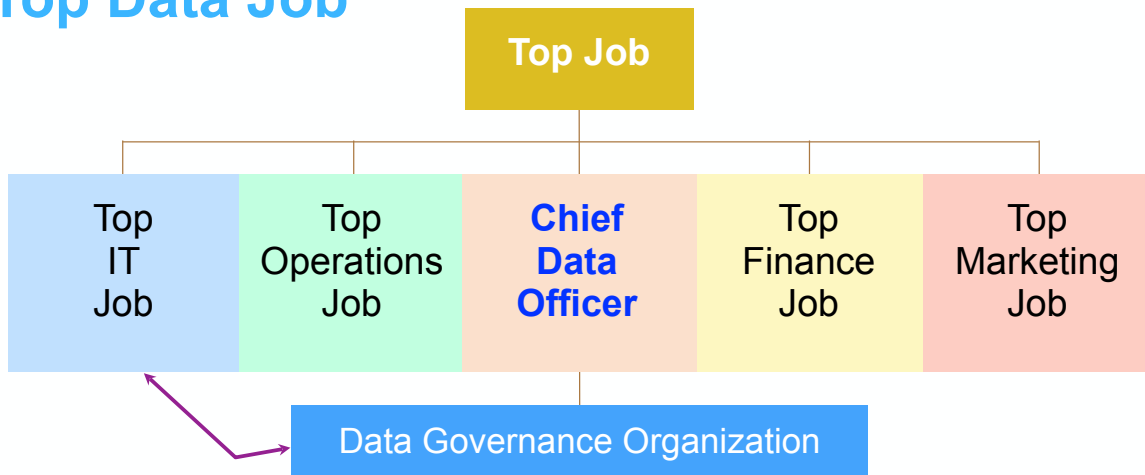 Top Data Job
Top Job
Top
IT
Job
Top
Operations
Job
Chief
Data
Officer
Top
Finance
Job
Top
Marketing
Job
Data Governance Organization